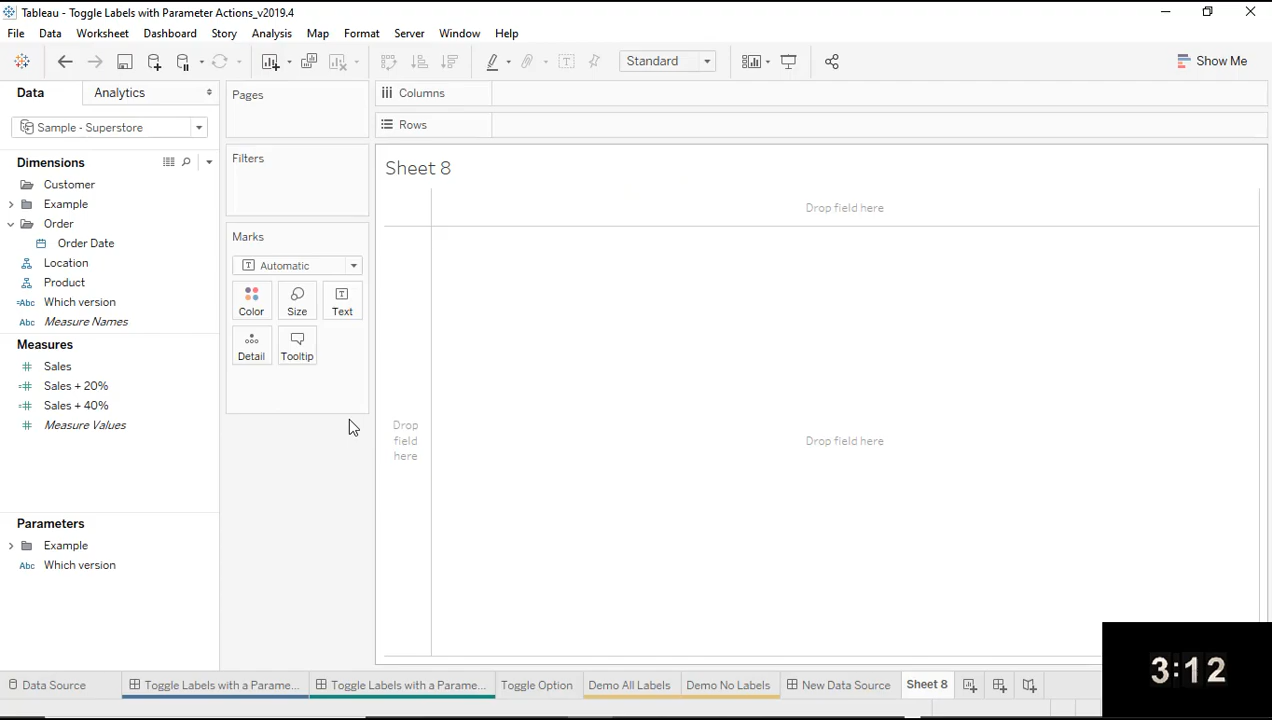 Tableau - Toggle Labels with Parameter Actions_v2019.4
File Data Worksheet Dashboard Story Analysis Map Format Server Window Help
Standard
Show Me
Data Analytics
Pages
Columns
Sample - Superstore
Rows
Dimensions
Filters
Sheet 8
Customer
Example
Drop field here
Order
Order Date
Marks
Location
Automatic
Product
Abc Which version
Color Size Text
Abc Measure Names
Measures
Detail Tooltip
Sales
Sales + 20%
Sales + 40%
Measure Values
Drop
field
here
Drop field here
Parameters
Example
Abc Which version
3:12
Data Source Toggle Labels with a Parame... Toggle Labels with a Parame... Toggle Option Demo All Labels Demo No Labels New Data Source Sheet 8